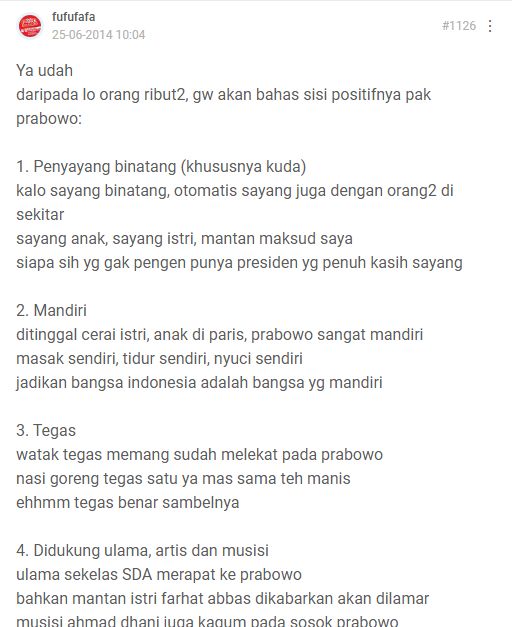 fufufafa
25-06-2014 10:04
#1126
Ya udah
daripada lo orang ribut2, gw akan bahas sisi positifnya pak
prabowo:
1. Penyayang binatang (khususnya kuda)
kalo sayang binatang, otomatis sayang juga dengan orang2 di
sekitar
sayang anak, sayang istri, mantan maksud saya
siapa sih yg gak pengen punya presiden yg penuh kasih sayang
2. Mandiri
ditinggal cerai istri, anak di paris, prabowo sangat mandiri
masak sendiri, tidur sendiri, nyuci sendiri
jadikan bangsa indonesia adalah bangsa yg mandiri
3. Tegas
watak tegas memang sudah melekat pada prabowo
nasi goreng tegas satu ya mas sama teh manis
ehhmm tegas benar sambelnya
4. Didukung ulama, artis dan musisi
ulama sekelas SDA merapat ke prabowo
bahkan mantan istri farhat abbas dikabarkan akan dilamar
musisi ahmad dhani juga kagum pada sosok prabowo